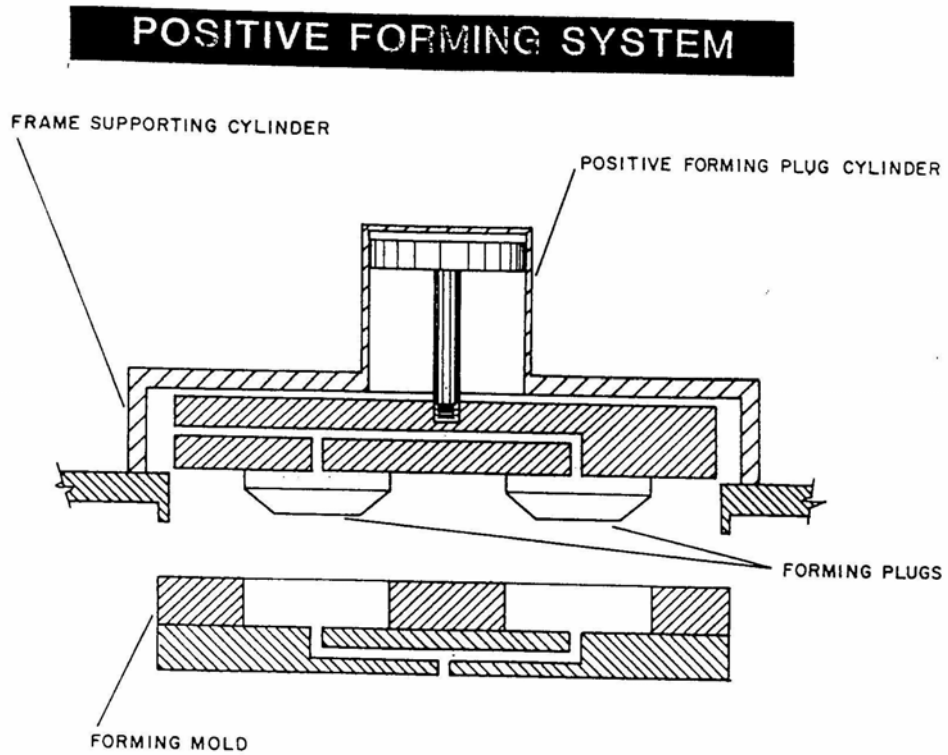 POSITIVE FORMING SYSTEM
FRAME SUPPORTING CYLINDER
POSITIVE FORMING PLUG CYLINDER
FORMING PLUGS
FORMING MOLD